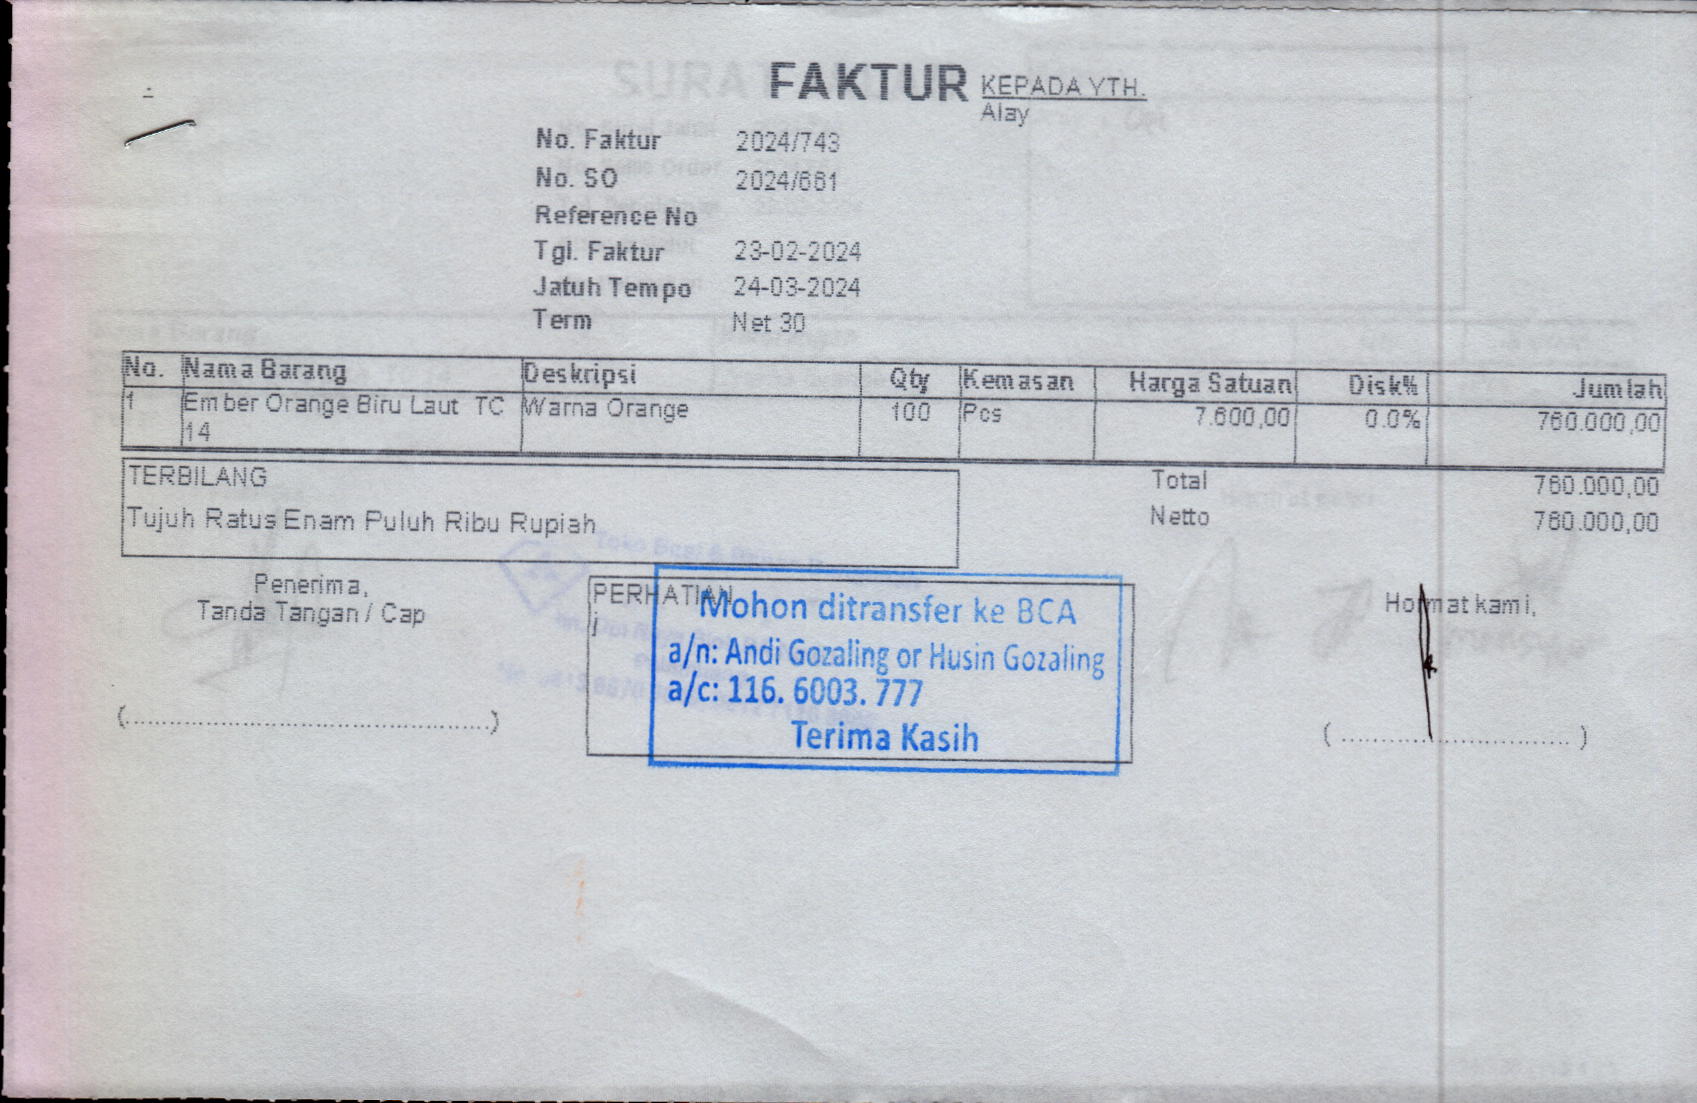 FAKTUR
KEPADA YTH.
Alay
No. Faktur 2024/743
No. SO 2024/661
Reference No
Tgl. Faktur 23-02-2024
Jatuh Tempo 24-03-2024
Term Net 30
No. Nama Barang Deskripsi Qty Kemasan Harga Satuan Disk% Jumlah
1 Ember Orange Biru Laut TC Warna Orange 100 Pcs 7.600,00 0.0% 760.000,00
14
TERBILANG
Tujuh Ratus Enam Puluh Ribu Rupiah
Total 760.000,00
Netto 760.000,00
Penerima,
Tanda Tangan / Cap
(..........................................................)
PERHATIAN
i
Mohon ditransfer ke BCA
a/n: Andi Gozaling or Husin Gozaling
a/c: 116. 6003. 777
Terima Kasih
Hormat kami,
(.....................................)